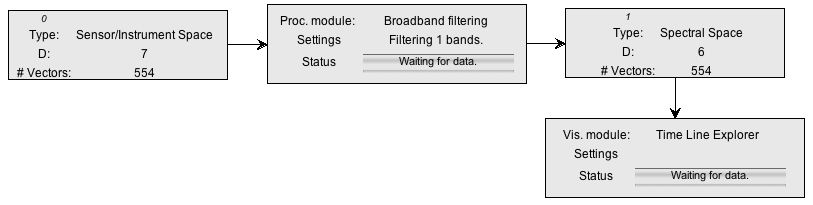 0
Type: Sensor/Instrument Space
D: 7
# Vectors: 554
Proc. module: Broadband filtering
Settings Filtering 1 bands.
Status Waiting for data.
1
Type: Spectral Space
D: 6
# Vectors: 554
Vis. module: Time Line Explorer
Settings
Status Waiting for data.